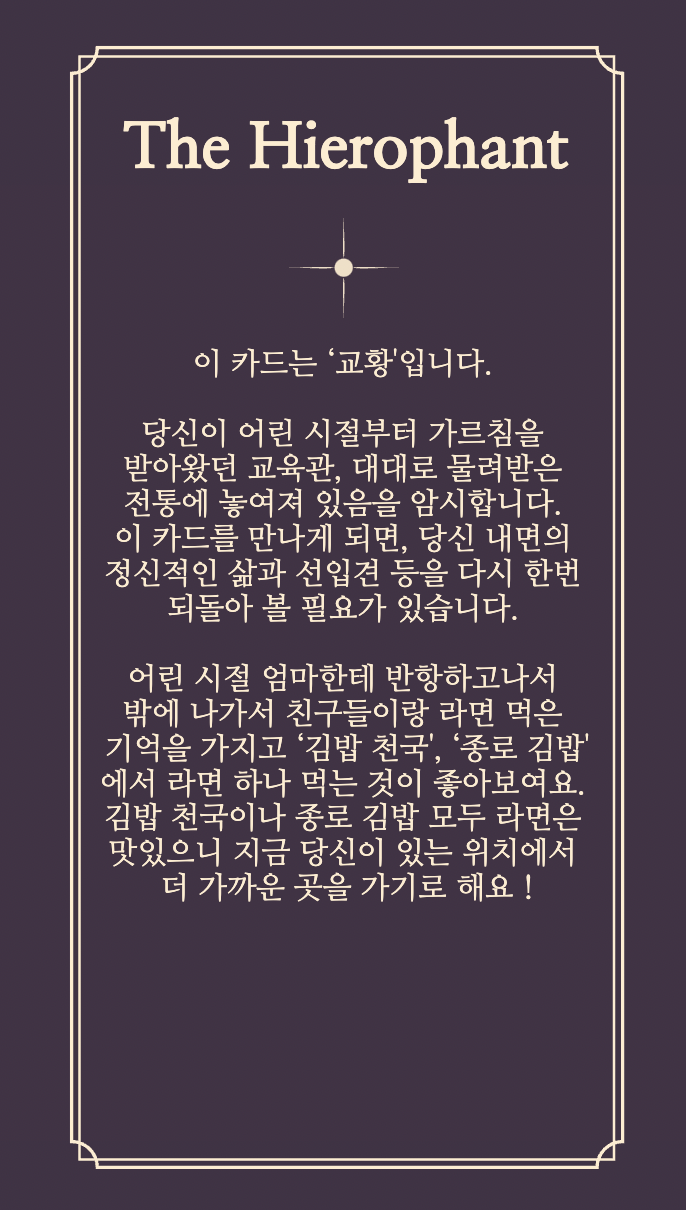 The Hierophant
이 카드는 ‘교황'입니다.
당신이 어린 시절부터 가르침을
받아왔던 교육관, 대대로 물려받은
전통에 놓여져 있음을 암시합니다.
이 카드를 만나게 되면, 당신 내면의
정신적인 삶과 선입견 등을 다시 한번
되돌아 볼 필요가 있습니다.
어린 시절 엄마한테 반항하고나서
밖에 나가서 친구들이랑 라면 먹은
기억을 가지고 ‘김밥 천국', ‘종로 김밥'
에서 라면 하나 먹는 것이 좋아보여요.
김밥 천국이나 종로 김밥 모두 라면은
맛있으니 지금 당신이 있는 위치에서
더 가까운 곳을 가기로 해요 !